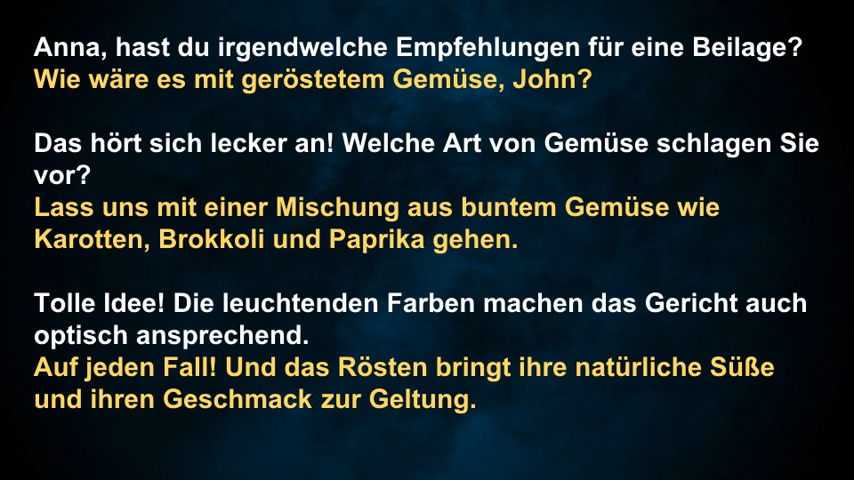 Anna, hast du irgendwelche Empfehlungen für eine Beilage?
Wie wäre es mit geröstetem Gemüse, John?
Das hört sich lecker an! Welche Art von Gemüse schlagen Sie
vor?
Lass uns mit einer Mischung aus buntem Gemüse wie
Karotten, Brokkoli und Paprika gehen.
Tolle Idee! Die leuchtenden Farben machen das Gericht auch
optisch ansprechend.
Auf jeden Fall! Und das Rösten bringt ihre natürliche Süße
und ihren Geschmack zur Geltung.